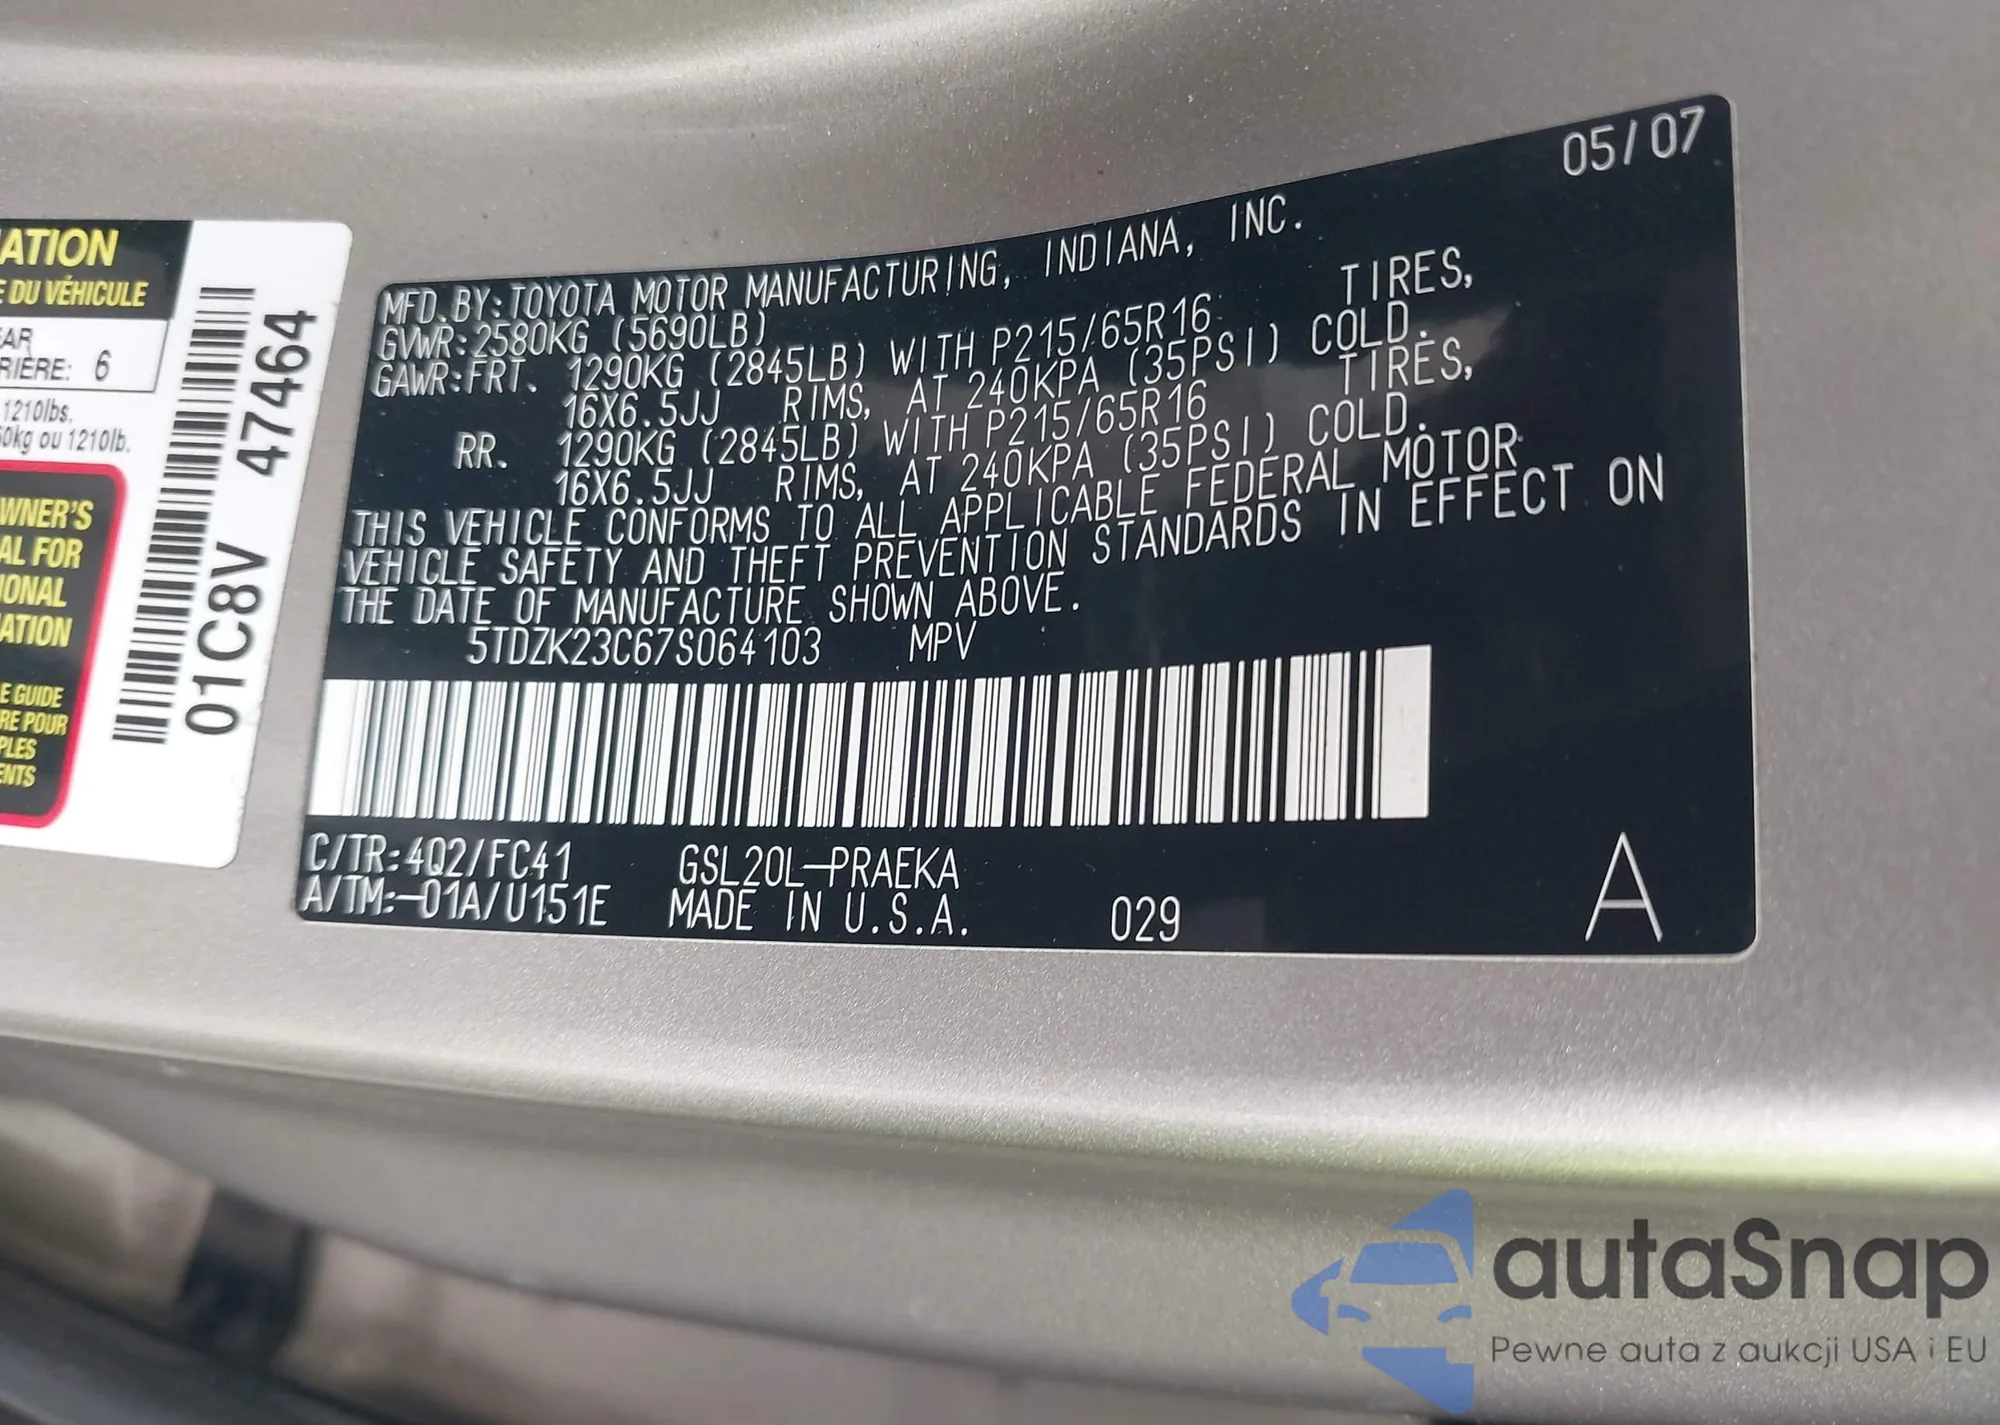 ATION
E DU VÉHICULE
RIÈRE: 6
1210lbs.
kg ou 1210lb.
WNER'S
AL FOR
IONAL
ATION
E GUIDE
RE POUR
PLES
ENTS
01C8V 47464
05/07
MFD.BY:TOYOTA MOTOR MANUFACTURING, INDIANA, INC.
GVWR:2580KG (5690LB)
GAWR:FRT. 1290KG (2845LB) WITH P215/65R16 TIRES,
16X6.5JJ RIMS, AT 240KPA (35PSI) COLD.
RR. 1290KG (2845LB) WITH P215/65R16 TIRES,
16X6.5JJ RIMS, AT 240KPA (35PSI) COLD.
THIS VEHICLE CONFORMS TO ALL APPLICABLE FEDERAL MOTOR
VEHICLE SAFETY AND THEFT PREVENTION STANDARDS IN EFFECT ON
THE DATE OF MANUFACTURE SHOWN ABOVE.
5TDZK23C67S064103 MPV
C/TR:4Q2/FC41 GSL20L-PRAEKA
A/TM:-01A/U151E MADE IN U.S.A. 029 A
autaSnap
Pewne auta z aukcji USA i EU